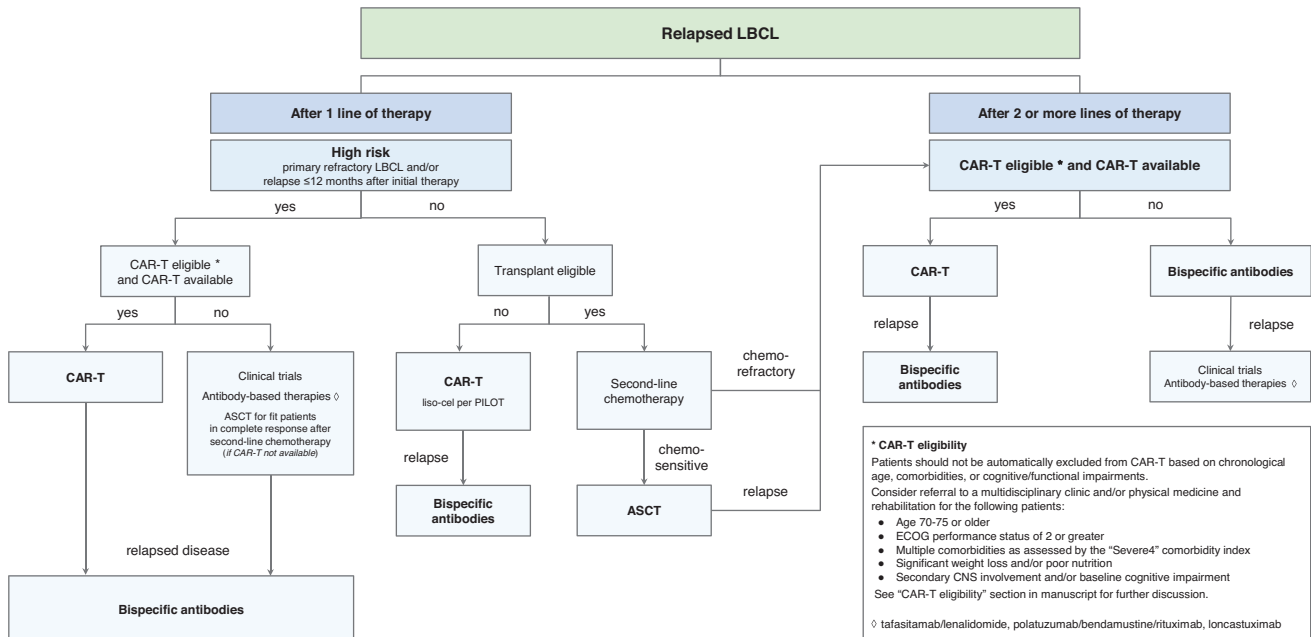 Relapsed LBCL
After 1 line of therapy
High risk
primary refractory LBCL and/or
relapse ≤12 months after initial therapy
yes
no
CAR-T eligible *
and CAR-T available
yes
no
CAR-T
Clinical trials
Antibody-based therapies ◊
ASCT for fit patients
in complete response after
second-line chemotherapy
(if CAR-T not available)
relapsed disease
Bispecific antibodies
Transplant eligible
no
yes
CAR-T
liso-cel per PILOT
relapse
Bispecific
antibodies
Second-line
chemotherapy
chemo-
refractory
chemo-
sensitive
ASCT
relapse
After 2 or more lines of therapy
CAR-T eligible * and CAR-T available
yes
no
CAR-T
relapse
Bispecific
antibodies
Bispecific antibodies
relapse
Clinical trials
Antibody-based therapies ◊
* CAR-T eligibility
Patients should not be automatically excluded from CAR-T based on chronological
age, comorbidities, or cognitive/functional impairments.
Consider referral to a multidisciplinary clinic and/or physical medicine and
rehabilitation for the following patients:
● Age 70-75 or older
● ECOG performance status of 2 or greater
● Multiple comorbidities as assessed by the “Severe4” comorbidity index
● Significant weight loss and/or poor nutrition
● Secondary CNS involvement and/or baseline cognitive impairment
See “CAR-T eligibility” section in manuscript for further discussion.
◊ tafasitamab/lenalidomide, polatuzumab/bendamustine/rituximab, loncastuximab